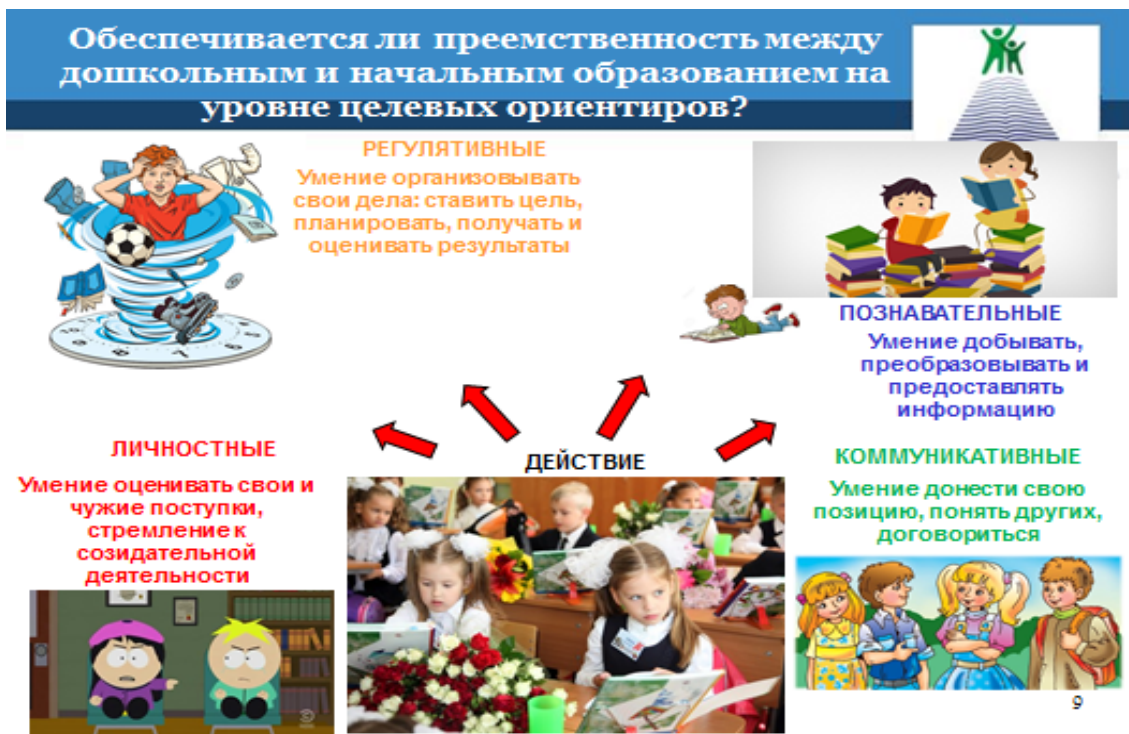 Обеспечивается ли преемственность между
дошкольным и начальным образованием на
уровне целевых ориентиров?
РЕГУЛЯТИВНЫЕ
Умение организовывать
свои дела: ставить цель,
планировать, получать и
оценивать результаты
ПОЗНАВАТЕЛЬНЫЕ
Умение добывать,
преобразовывать и
предоставлять
информацию
ЛИЧНОСТНЫЕ
Умение оценивать свои и
чужие поступки,
стремление к
созидательной
деятельности
ДЕЙСТВИЕ
КОММУНИКАТИВНЫЕ
Умение донести свою
позицию, понять других,
договориться
9